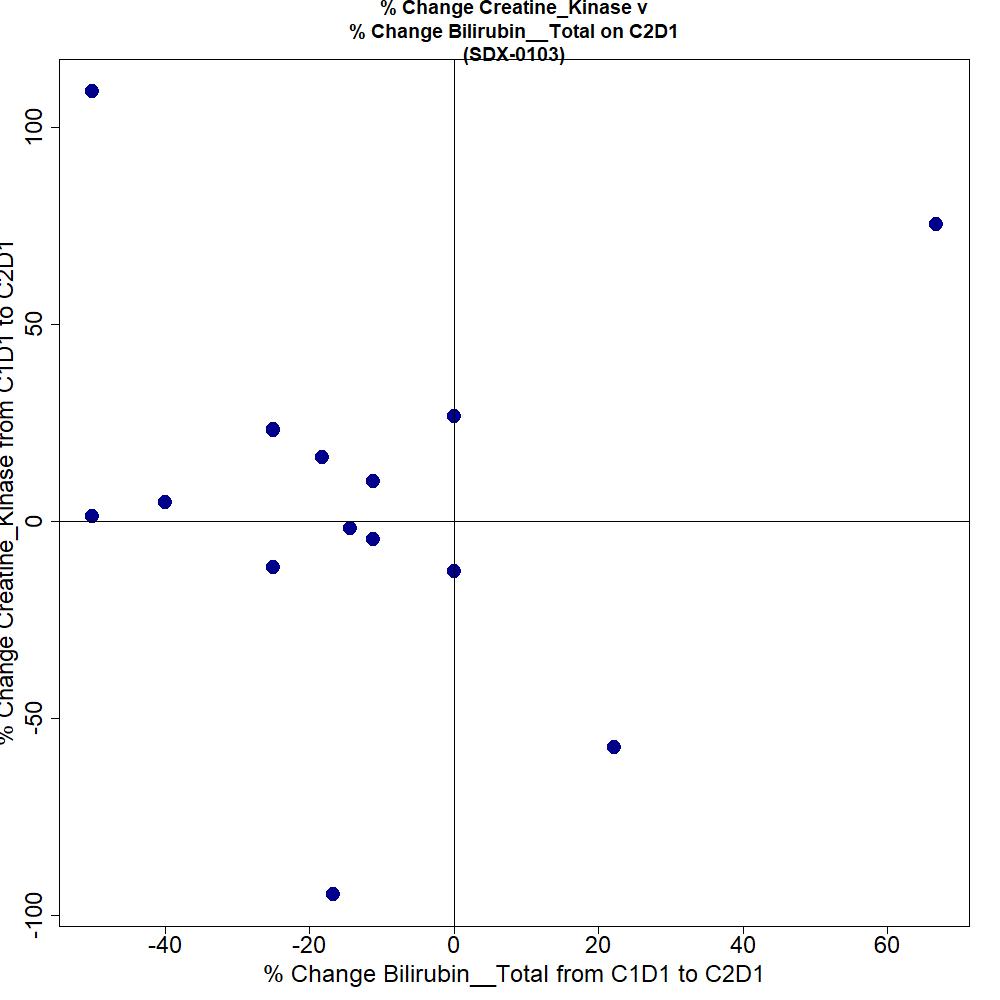 % Change Creatine_Kinase v
% Change Bilirubin__Total on C2D1
(SDX-0103)
% Change Creatine_Kinase from C1D1 to C2D1
100
50
0
-50
-100
-40
-20
0
20
40
60
% Change Bilirubin__Total from C1D1 to C2D1